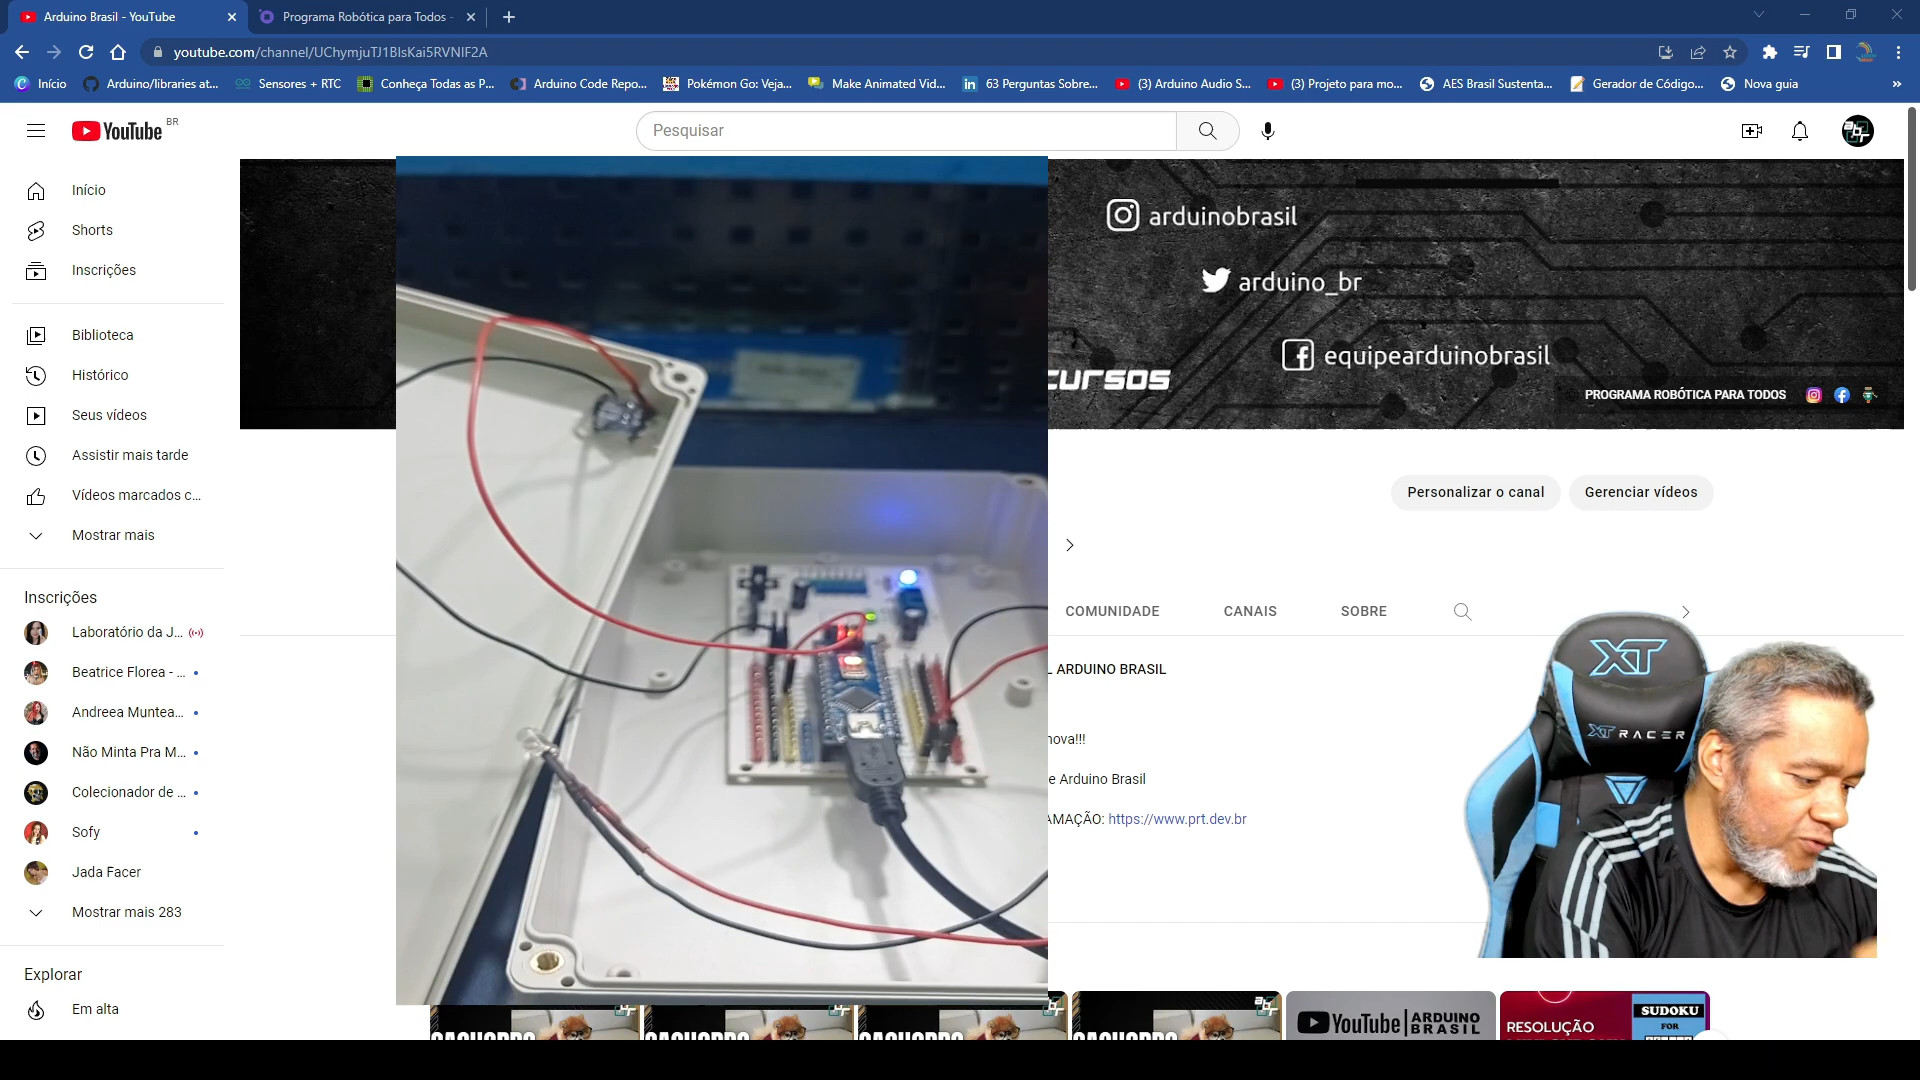 Arduino Brasil - YouTube
Programa Robótica para Todos -
youtube.com/channel/UChymjuTJ1BlsKai5RVNlF2A
Início
Arduino/libraries at...
Sensores + RTC
Conheça Todas as P...
Arduino Code Repo...
Pokémon Go: Veja...
Make Animated Vid...
63 Perguntas Sobre...
(3) Arduino Audio S...
(3) Projeto para mo...
AES Brasil Sustenta...
Gerador de Código...
Nova guia
YouTube BR
Pesquisar
Início
Shorts
Inscrições
Biblioteca
Histórico
Seus vídeos
Assistir mais tarde
Vídeos marcados c...
Mostrar mais
Inscrições
Laboratório da J...
Beatrice Florea - ...
Andreea Muntea...
Não Minta Pra M...
Colecionador de ...
Sofy
Jada Facer
Mostrar mais 283
Explorar
Em alta
arduinobrasil
arduino_br
equipearduinobrasil
cursos
PROGRAMA ROBÓTICA PARA TODOS
Personalizar o canal
Gerenciar vídeos
COMUNIDADE
CANAIS
SOBRE
L ARDUINO BRASIL
nova!!!
e Arduino Brasil
AMAÇÃO: https://www.prt.dev.br
XT
XT RACER
YouTube | ARDUINO BRASIL
RESOLUÇÃO
SUDOKU
FOR